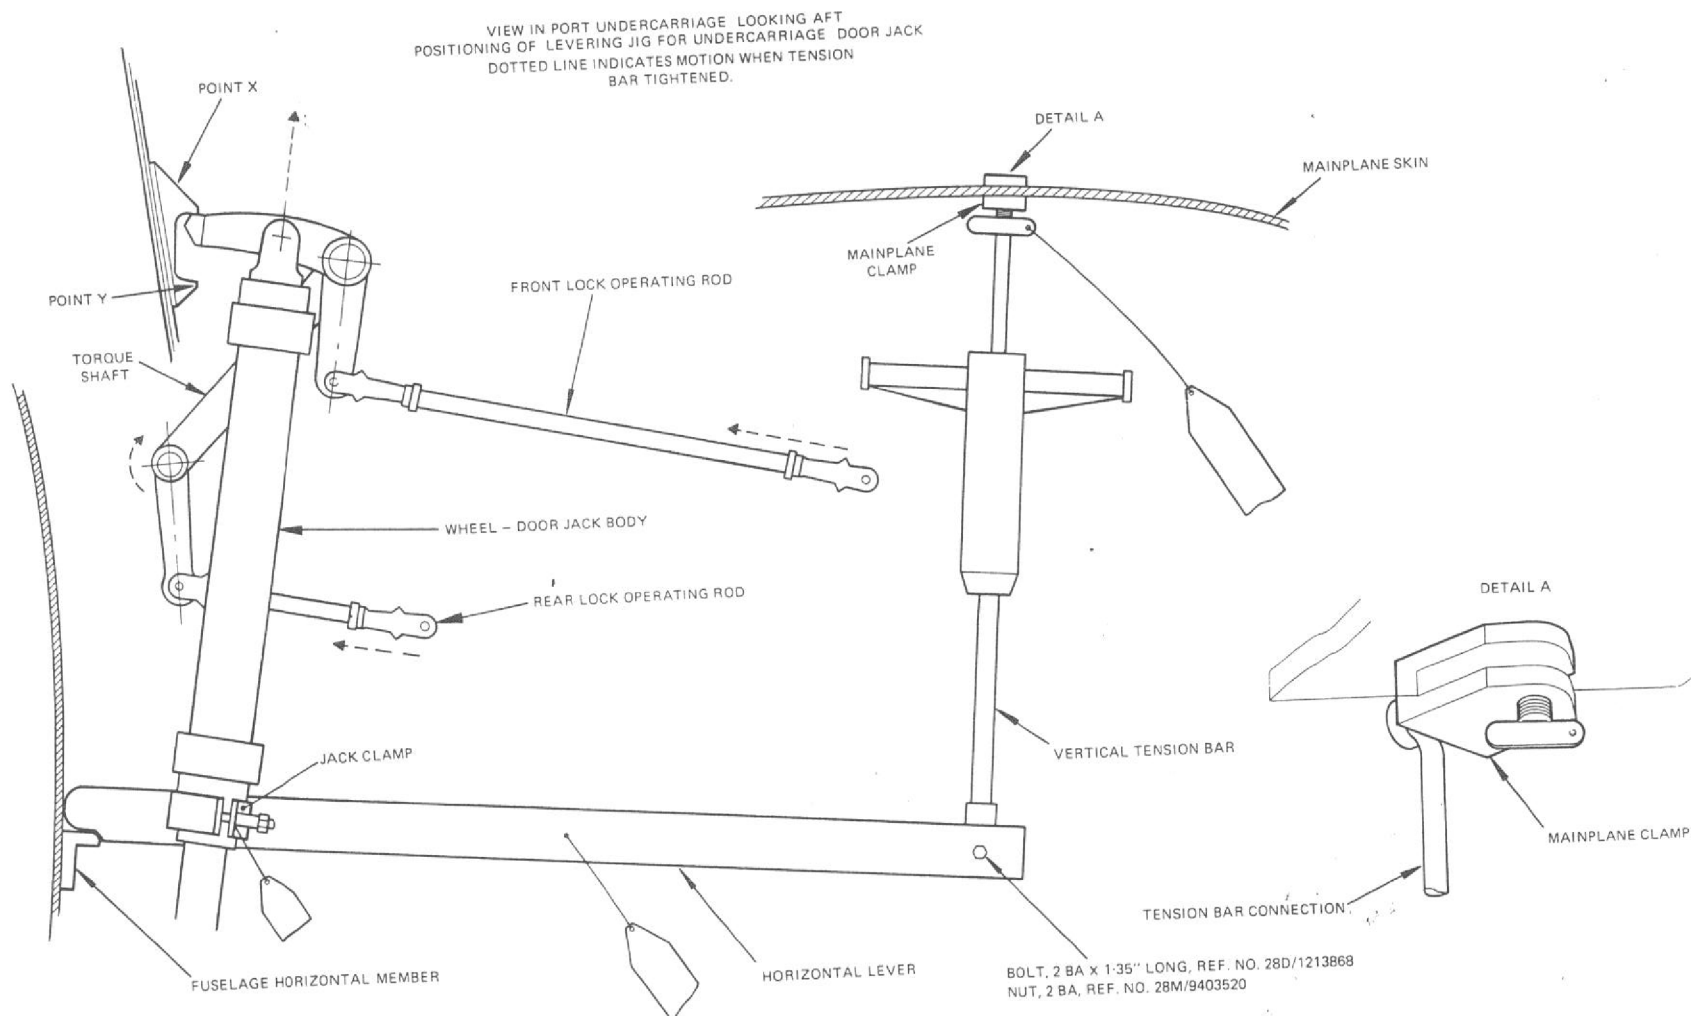 VIEW IN PORT UNDERCARRIAGE LOOKING AFT
POSITIONING OF LEVERING JIG FOR UNDERCARRIAGE DOOR JACK
DOTTED LINE INDICATES MOTION WHEN TENSION
BAR TIGHTENED.
POINT X
DETAIL A
MAINPLANE SKIN
MAINPLANE
CLAMP
FRONT LOCK OPERATING ROD
POINT Y
TORQUE
SHAFT
WHEEL – DOOR JACK BODY
REAR LOCK OPERATING ROD
DETAIL A
JACK CLAMP
VERTICAL TENSION BAR
MAINPLANE CLAMP
TENSION BAR CONNECTION
FUSELAGE HORIZONTAL MEMBER
HORIZONTAL LEVER
BOLT, 2 BA X 1·35" LONG, REF. NO. 28D/1213868
NUT, 2 BA, REF. NO. 28M/9403520